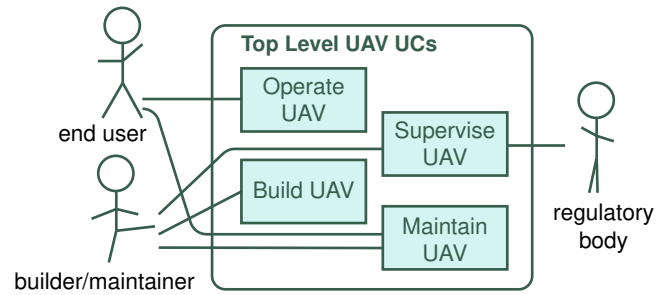 Top Level UAV UCs
Operate
UAV
end user
Supervise
UAV
Build UAV
regulatory
body
Maintain
UAV
builder/maintainer